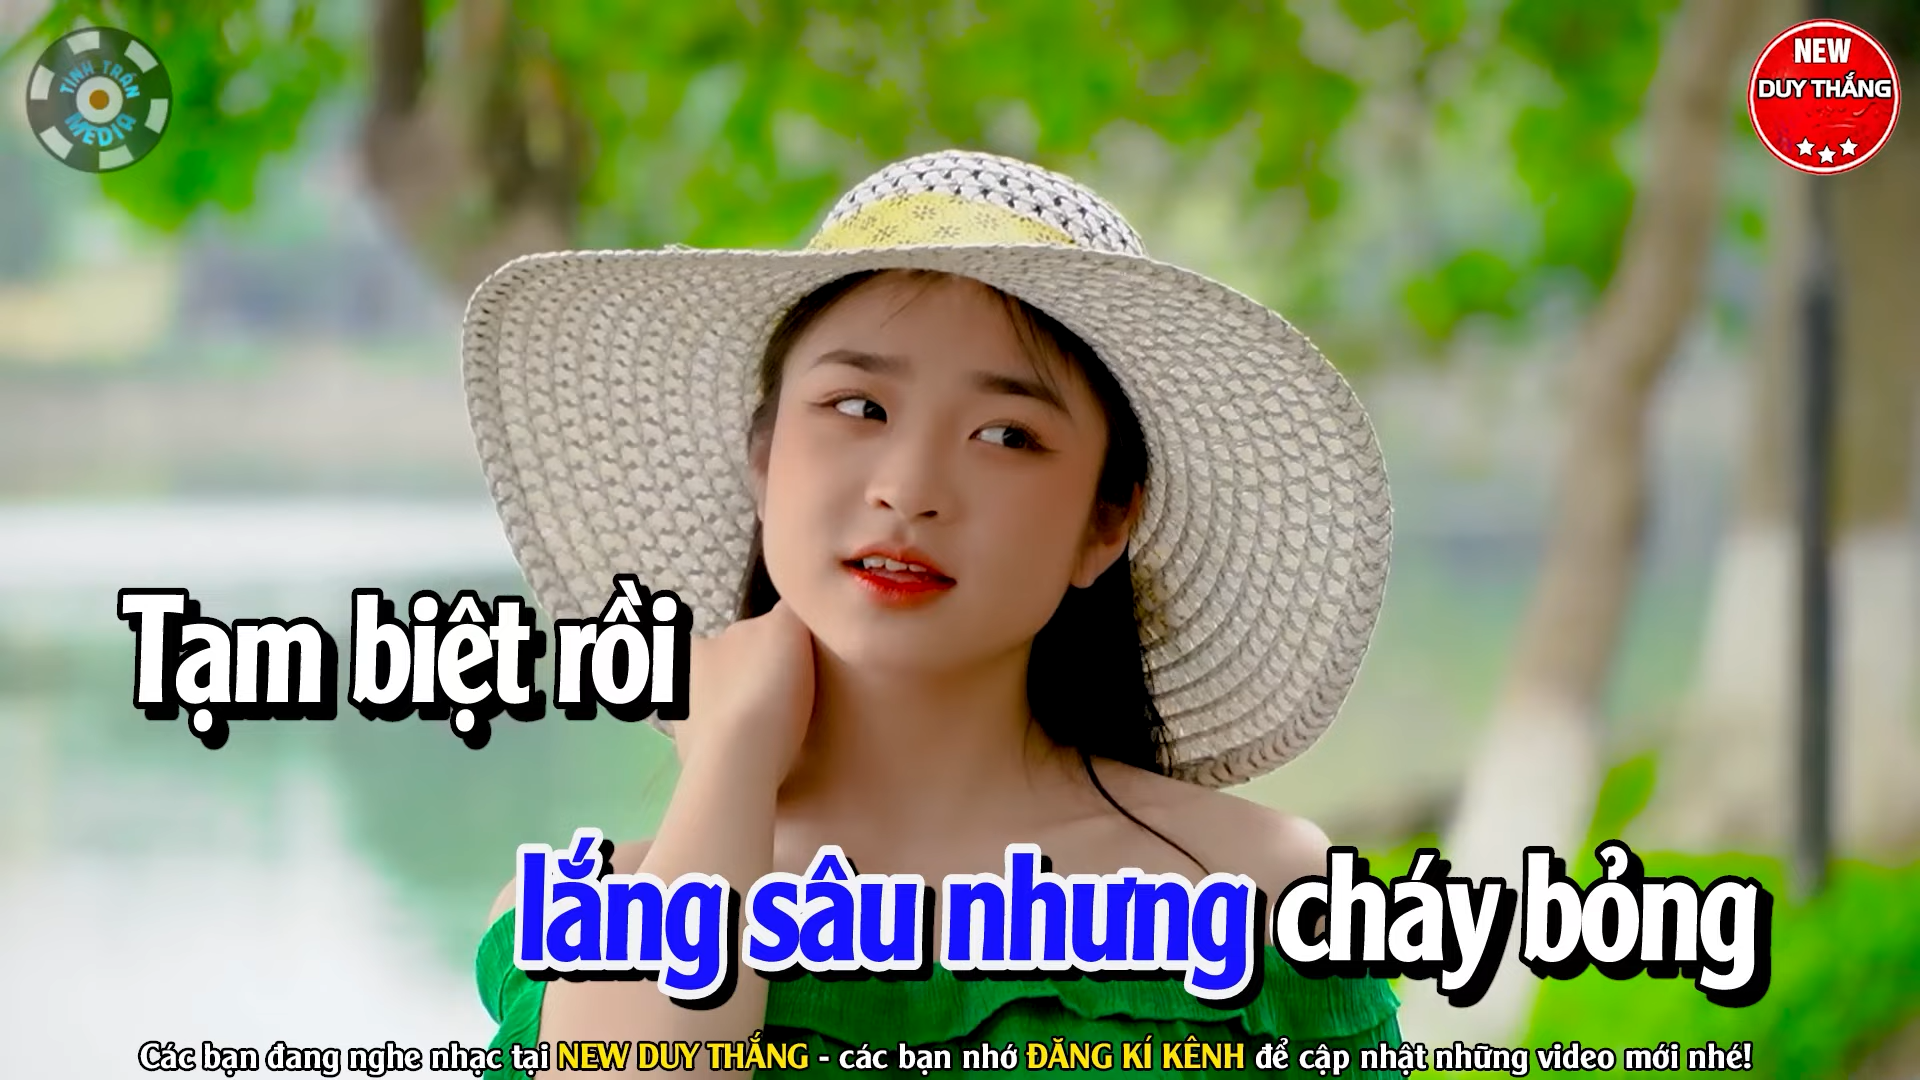 TÌNH TRẦN
MEDIA
NEW
DUY THẮNG
Tạm biệt rồi
lắng sâu nhưng cháy bỏng
Các bạn đang nghe nhạc tại NEW DUY THẮNG - các bạn nhớ ĐĂNG KÍ KÊNH để cập nhật những video mới nhé!